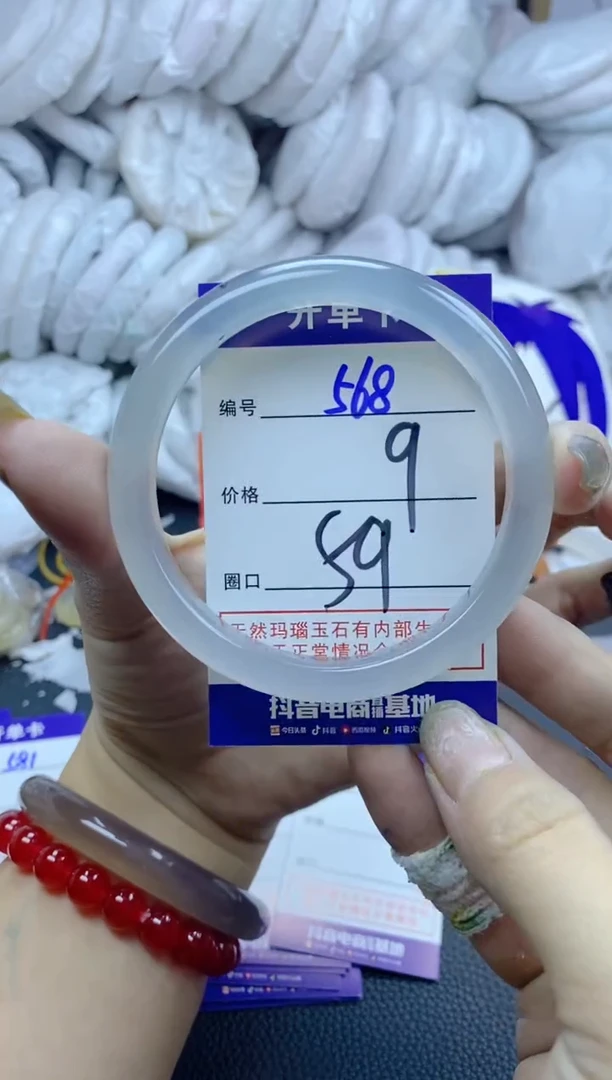 开单卡
编号 568
价格 9
圈口 59
天然玛瑙玉石有内部生
正常情况
抖音电商 基地
今日头条 抖音 西瓜视频 抖音火
开单卡
581
抖音电商 基地